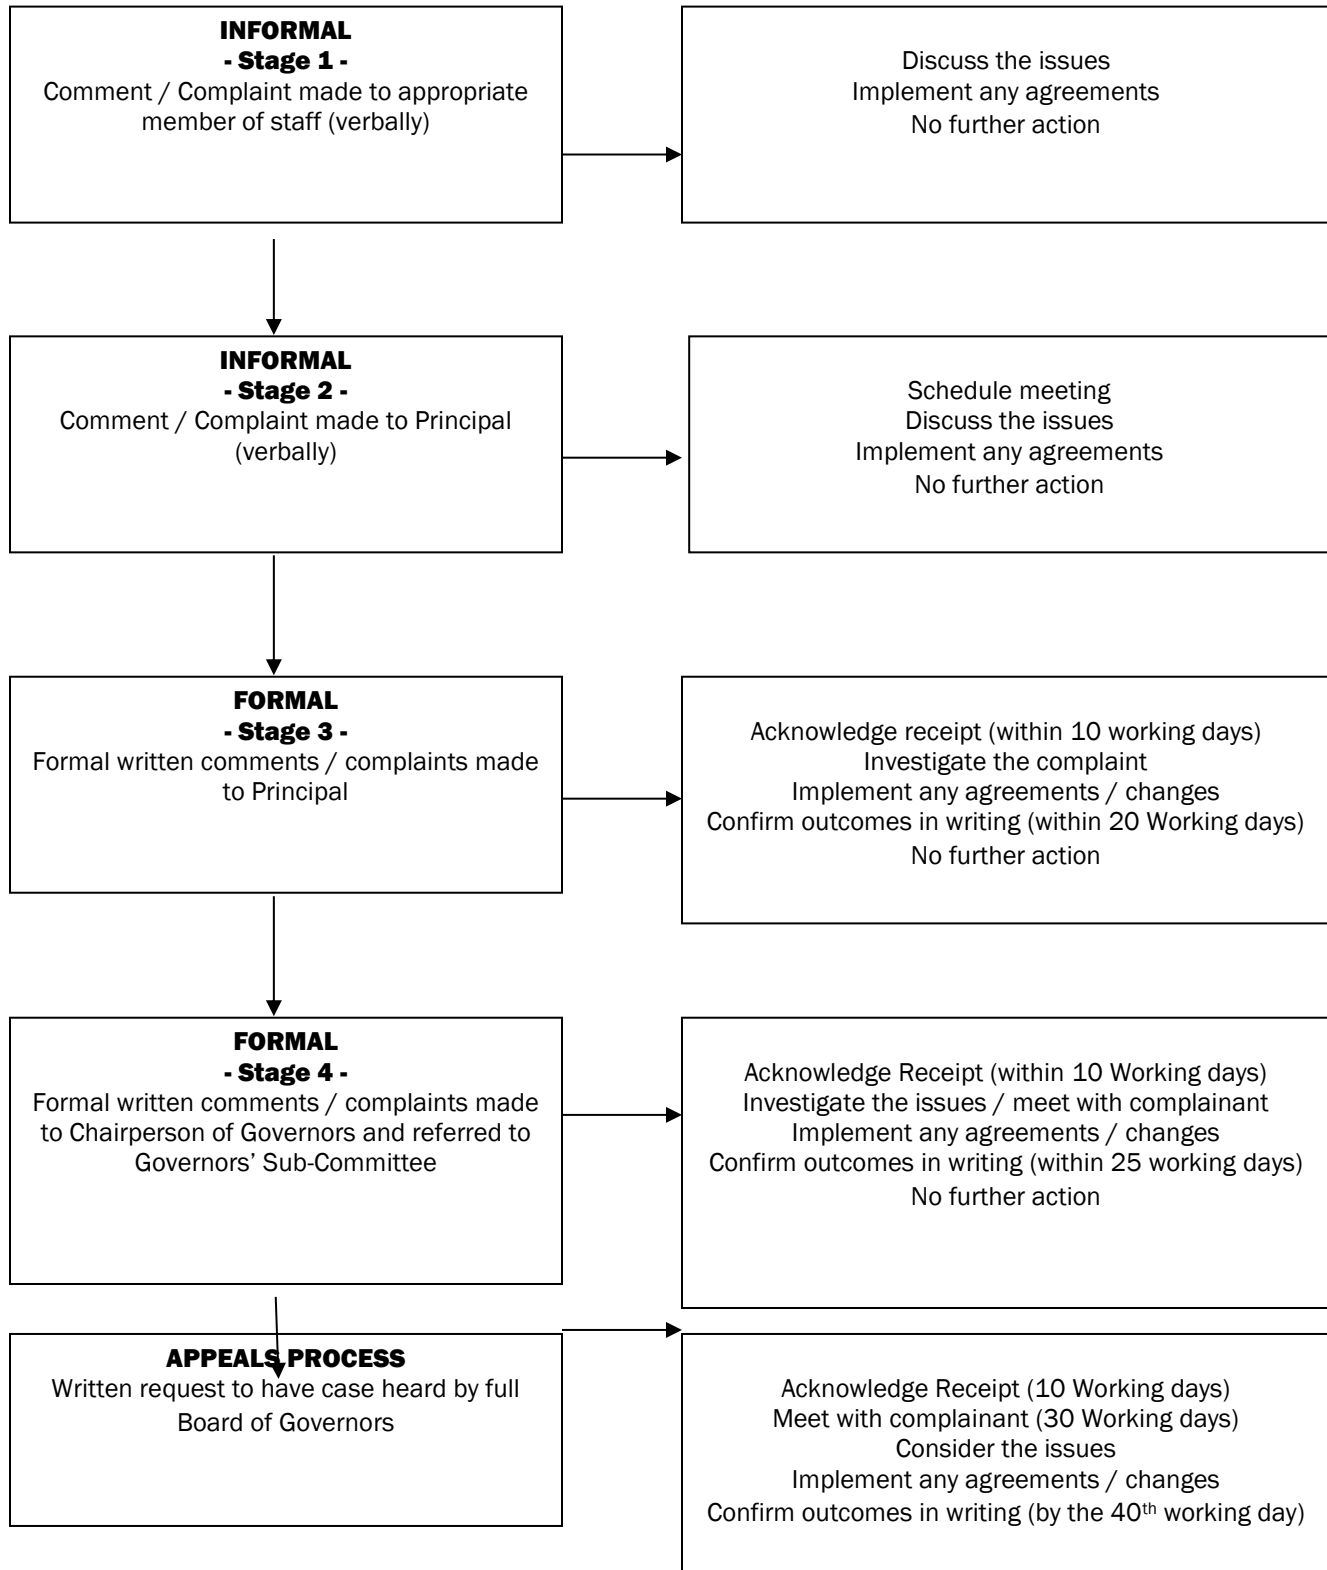 INFORMAL
- Stage 1 -
Comment / Complaint made to appropriate
member of staff (verbally)
Discuss the issues
Implement any agreements
No further action
INFORMAL
- Stage 2 -
Comment / Complaint made to Principal
(verbally)
Schedule meeting
Discuss the issues
Implement any agreements
No further action
FORMAL
- Stage 3 -
Formal written comments / complaints made
to Principal
Acknowledge receipt (within 10 working days)
Investigate the complaint
Implement any agreements / changes
Confirm outcomes in writing (within 20 Working days)
No further action
FORMAL
- Stage 4 -
Formal written comments / complaints made
to Chairperson of Governors and referred to
Governors’ Sub-Committee
Acknowledge Receipt (within 10 Working days)
Investigate the issues / meet with complainant
Implement any agreements / changes
Confirm outcomes in writing (within 25 working days)
No further action
APPEALS PROCESS
Written request to have case heard by full
Board of Governors
Acknowledge Receipt (10 Working days)
Meet with complainant (30 Working days)
Consider the issues
Implement any agreements / changes
Confirm outcomes in writing (by the 40th working day)